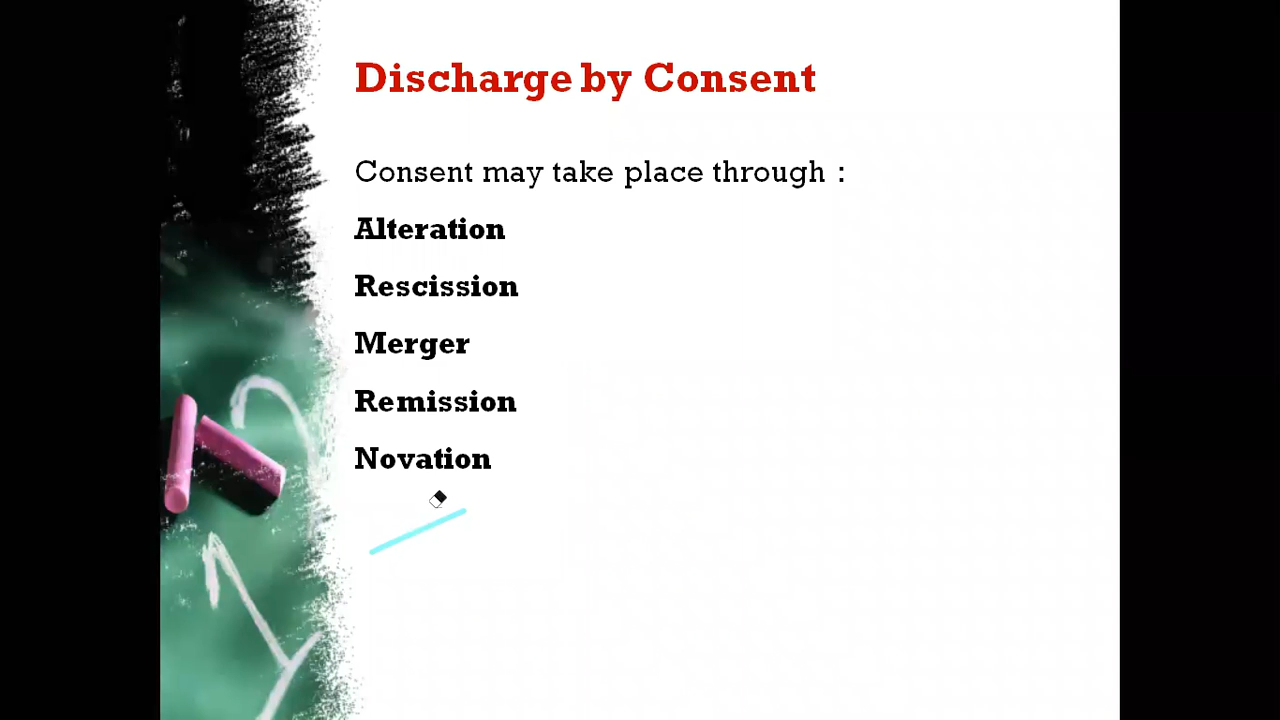 Discharge by Consent
Consent may take place through :
Alteration
Rescission
Merger
Remission
Novation